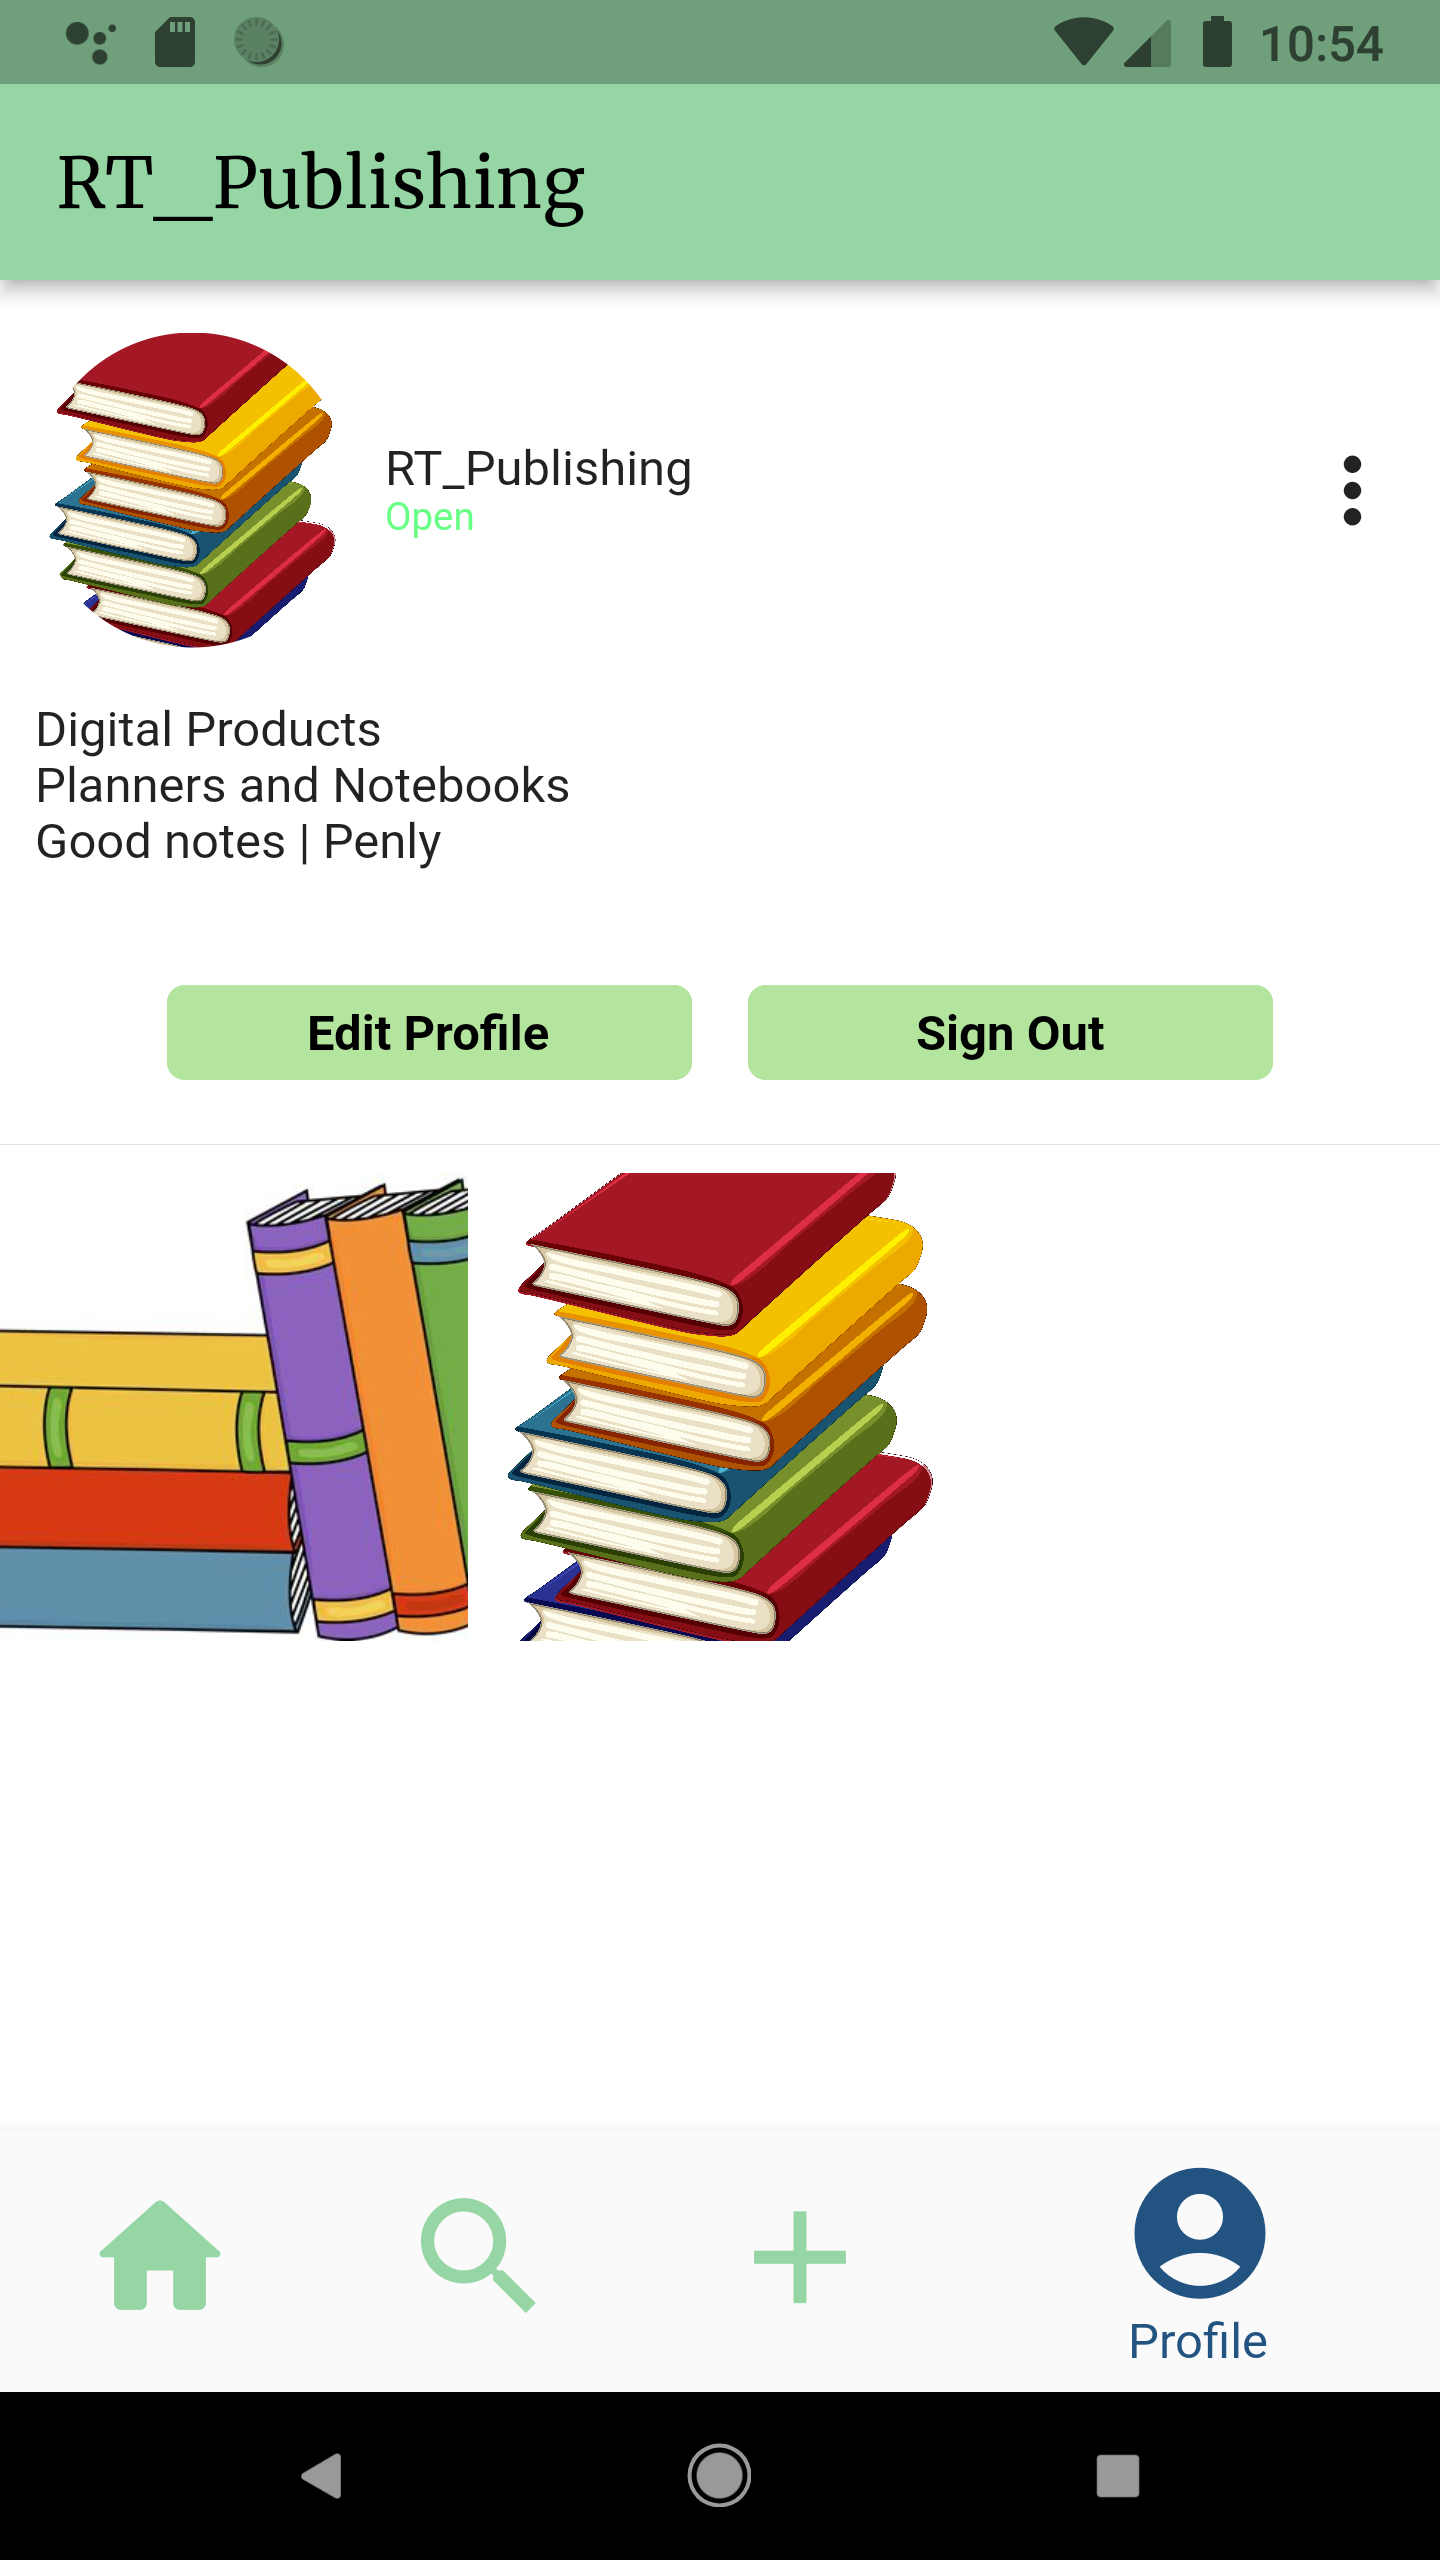 10:54
RT_Publishing
RT_Publishing
Open
Digital Products
Planners and Notebooks
Good notes | Penly
Edit Profile
Sign Out
Profile